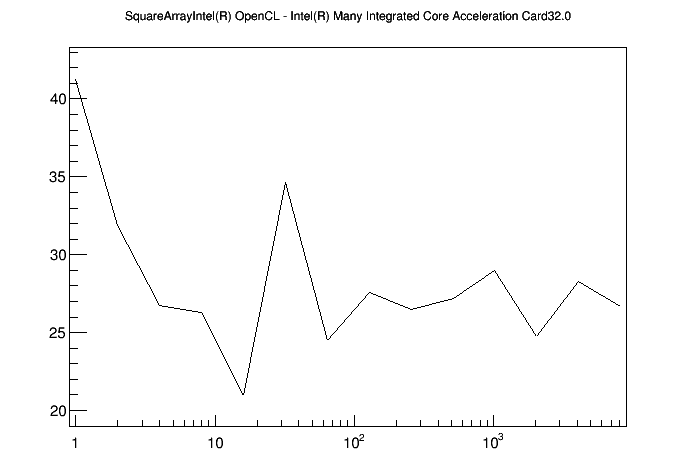 SquareArrayIntel(R) OpenCL - Intel(R) Many Integrated Core Acceleration Card32.0
40
35
30
25
20
1 10 10² 10³